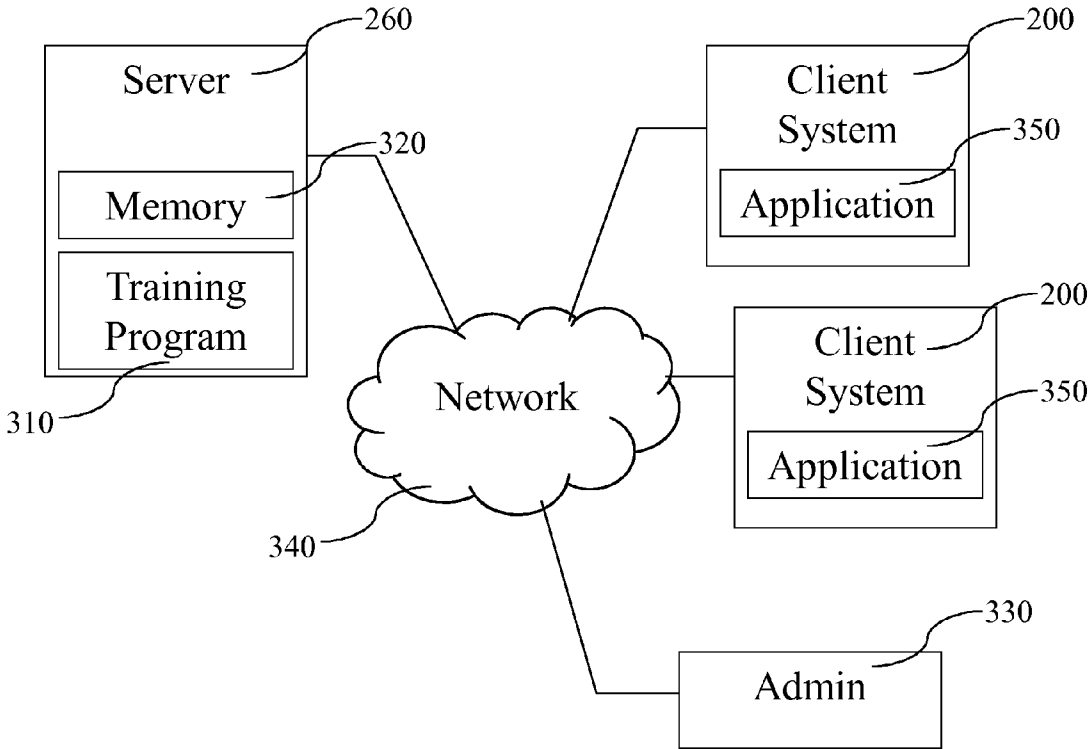 260
Server
320
Memory
Training
Program
310
200
Client
System
350
Application
200
Client
System
350
Application
Network
340
330
Admin